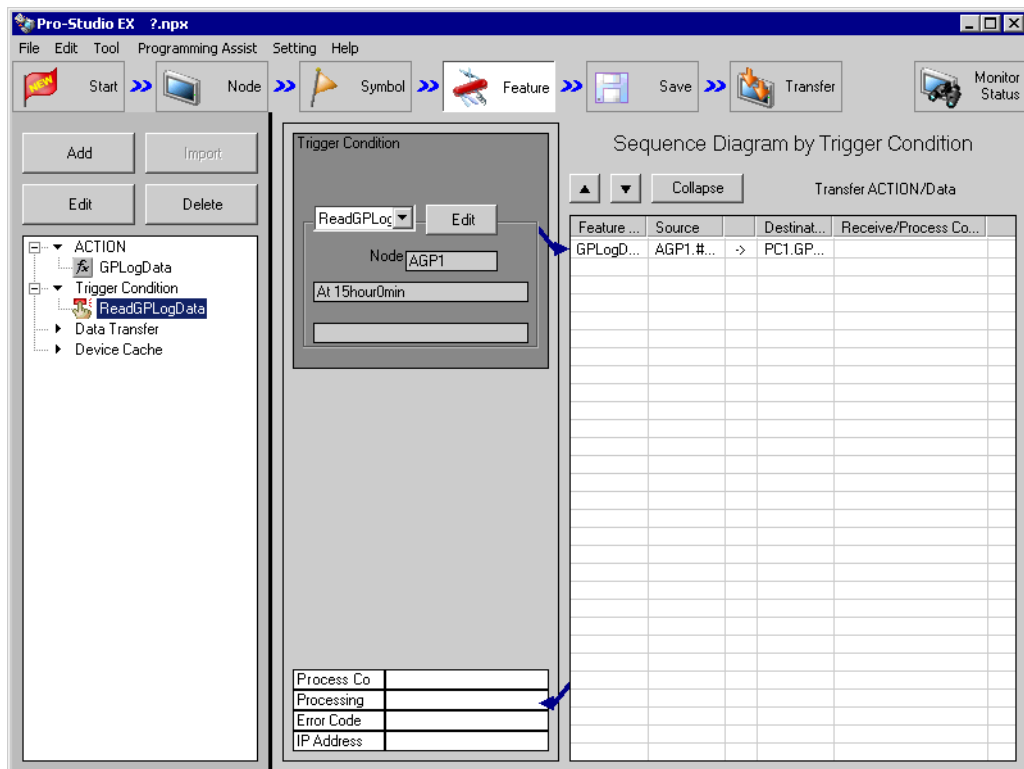 Pro-Studio EX ?.npx
File Edit Tool Programming Assist Setting Help
NEW Start Node Symbol Feature Save Transfer Monitor Status
Add Import
Edit Delete
ACTION
fx GPLogData
Trigger Condition
ReadGPLogData
Data Transfer
Device Cache
Trigger Condition
ReadGPLog Edit
Node AGP1
At 15hour0min
Process Co
Processing
Error Code
IP Address
Sequence Diagram by Trigger Condition
Collapse Transfer ACTION/Data
Feature ... Source Destinat... Receive/Process Co...
GPLogD... AGP1.#... -> PC1.GP...